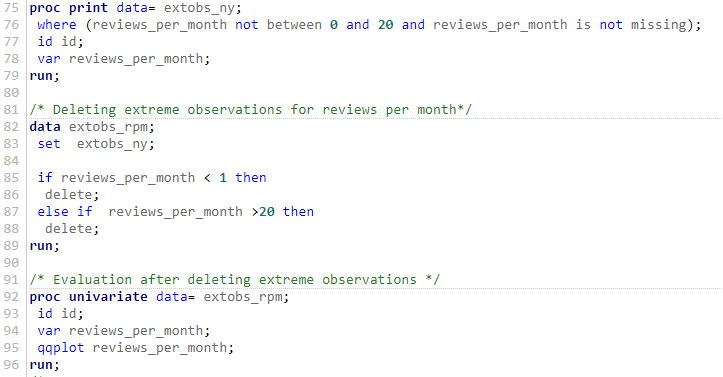 75 proc print data= extobs_ny;
76 where (reviews_per_month not between 0 and 20 and reviews_per_month is not missing);
77 id id;
78 var reviews_per_month;
79 run;
80
81 /* Deleting extreme observations for reviews per month*/
82 data extobs_rpm;
83 set  extobs_ny;
84
85 if reviews_per_month < 1 then
86 delete;
87 else if  reviews_per_month >20 then
88 delete;
89 run;
90
91 /* Evaluation after deleting extreme observations */
92 proc univariate data= extobs_rpm;
93 id id;
94 var reviews_per_month;
95 qqplot reviews_per_month;
96 run;